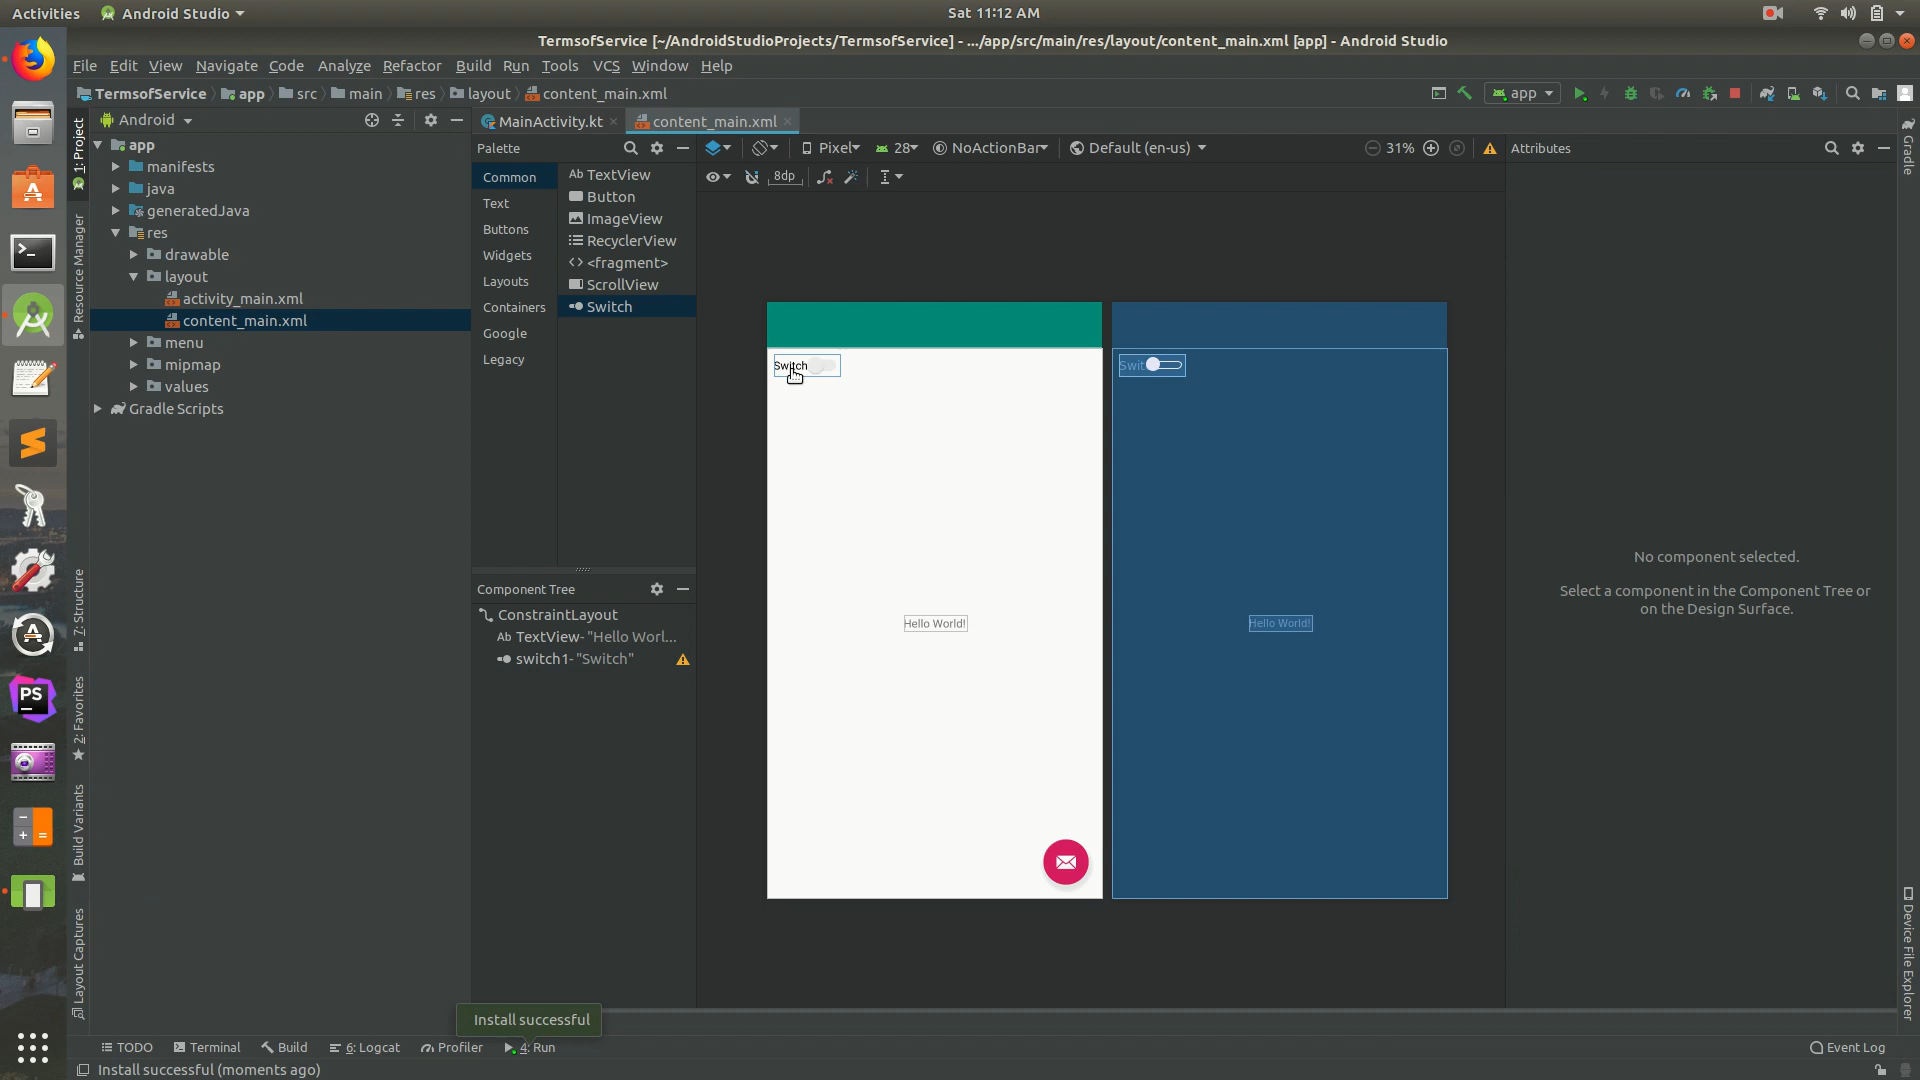 Activities
Android Studio
Sat 11:12 AM
TermsofService [~/AndroidStudioProjects/TermsofService] - .../app/src/main/res/layout/content_main.xml [app] - Android Studio
File Edit View Navigate Code Analyze Refactor Build Run Tools VCS Window Help
TermsofService app src main res layout content_main.xml
app
Android
MainActivity.kt
content_main.xml
1: Project
Resource Manager
7: Structure
2: Favorites
Build Variants
Layout Captures
app
manifests
java
generatedJava
res
drawable
layout
activity_main.xml
content_main.xml
menu
mipmap
values
Gradle Scripts
Palette
Common
Text
Buttons
Widgets
Layouts
Containers
Google
Legacy
Ab TextView
Button
ImageView
RecyclerView
<> <fragment>
ScrollView
Switch
Pixel
28
NoActionBar
Default (en-us)
31%
8dp
Component Tree
ConstraintLayout
Ab TextView- "Hello Worl...
switch1- "Switch"
Switch
Hello World!
Swit
Hello World!
Attributes
No component selected.
Select a component in the Component Tree or
on the Design Surface.
Gradle
Device File Explorer
PS
Install successful
TODO
Terminal
Build
6: Logcat
Profiler
4: Run
Event Log
Install successful (moments ago)